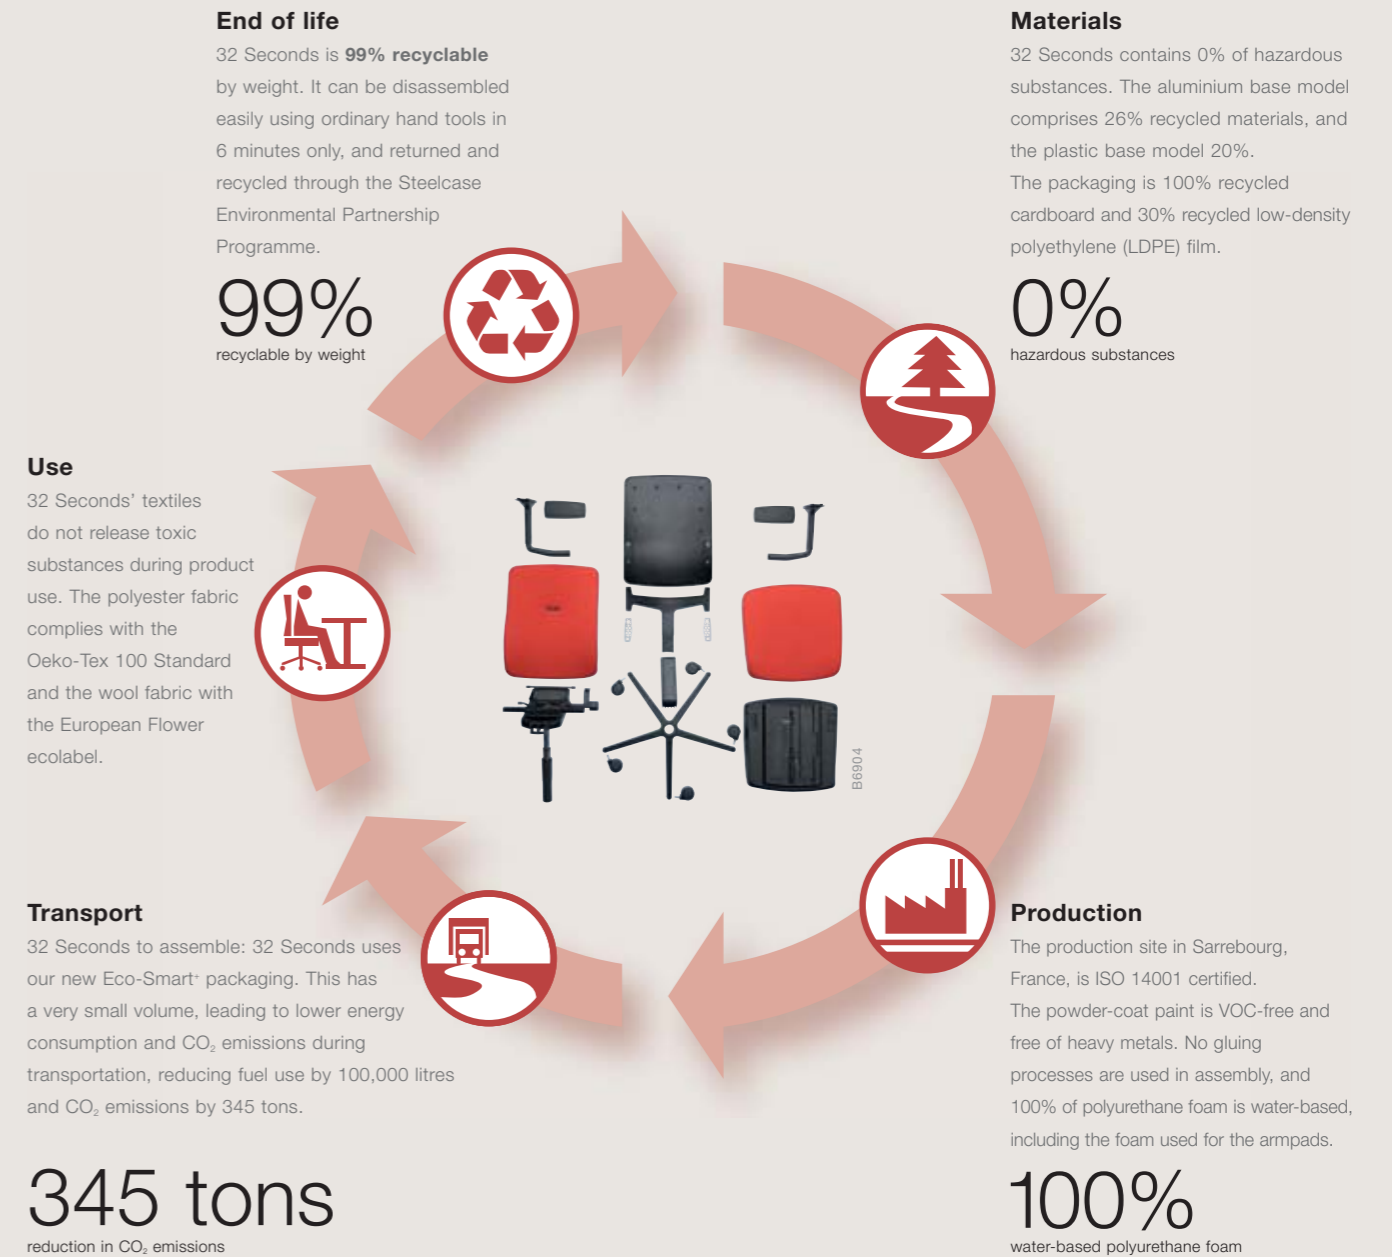 End of life
32 Seconds is 99% recyclable
by weight. It can be disassembled
easily using ordinary hand tools in
6 minutes only, and returned and
recycled through the Steelcase
Environmental Partnership
Programme.
99%
recyclable by weight
Materials
32 Seconds contains 0% of hazardous
substances. The aluminium base model
comprises 26% recycled materials, and
the plastic base model 20%.
The packaging is 100% recycled
cardboard and 30% recycled low-density
polyethylene (LDPE) film.
0%
hazardous substances
Use
32 Seconds’ textiles
do not release toxic
substances during product
use. The polyester fabric
complies with the
Oeko-Tex 100 Standard
and the wool fabric with
the European Flower
ecolabel.
B6904
Transport
32 Seconds to assemble: 32 Seconds uses
our new Eco-Smart⁺ packaging. This has
a very small volume, leading to lower energy
consumption and CO₂ emissions during
transportation, reducing fuel use by 100,000 litres
and CO₂ emissions by 345 tons.
345 tons
reduction in CO₂ emissions
Production
The production site in Sarrebourg,
France, is ISO 14001 certified.
The powder-coat paint is VOC-free and
free of heavy metals. No gluing
processes are used in assembly, and
100% of polyurethane foam is water-based,
including the foam used for the armpads.
100%
water-based polyurethane foam